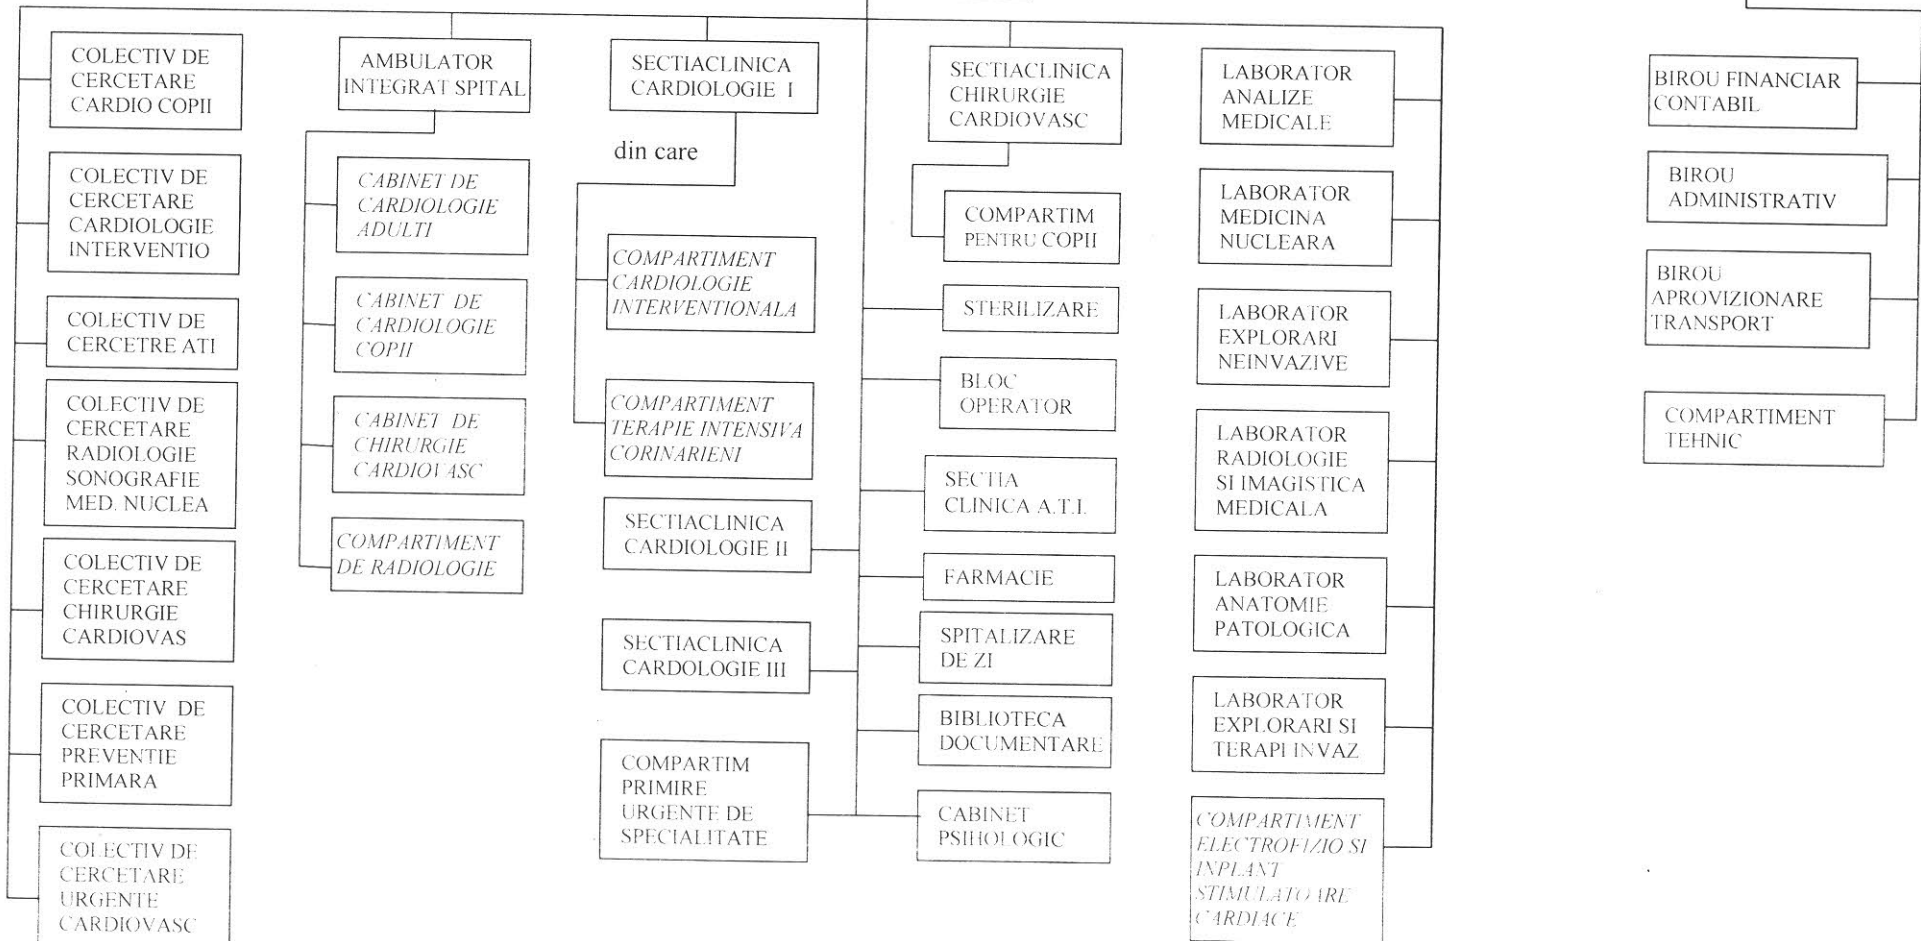 COLECTIV DE
CERCETARE
CARDIO COPII
COLECTIV DE
CERCETARE
CARDIOLOGIE
INTERVENTIO
COLECTIV DE
CERCETRE ATI
COLECTIV DE
CERCETARE
RADIOLOGIE
SONOGRAFIE
MED. NUCLEA
COLECTIV DE
CERCETARE
CHIRURGIE
CARDIOVAS
COLECTIV DE
CERCETARE
PREVENTIE
PRIMARA
COLECTIV DE
CERCETARE
URGENTE
CARDIOVASC
AMBULATOR
INTEGRAT SPITAL
CABINET DE
CARDIOLOGIE
ADULTI
CABINET DE
CARDIOLOGIE
COPII
CABINET DE
CHIRURGIE
CARDIOVASC
COMPARTIMENT
DE RADIOLOGIE
SECTIACLINICA
CARDIOLOGIE I
din care
COMPARTIMENT
CARDIOLOGIE
INTERVENTIONALA
COMPARTIMENT
TERAPIE INTENSIVA
CORINARIENI
SECTIACLINICA
CARDIOLOGIE II
SECTIACLINICA
CARDOLOGIE III
COMPARTIM
PRIMIRE
URGENTE DE
SPECIALITATE
SECTIACLINICA
CHIRURGIE
CARDIOVASC
COMPARTIM
PENTRU COPII
STERILIZARE
BLOC
OPERATOR
SECTIA
CLINICA A.T.I.
FARMACIE
SPITALIZARE
DE ZI
BIBLIOTECA
DOCUMENTARE
CABINET
PSIHOLOGIC
LABORATOR
ANALIZE
MEDICALE
LABORATOR
MEDICINA
NUCLEARA
LABORATOR
EXPLORARI
NEINVAZIVE
LABORATOR
RADIOLOGIE
SI IMAGISTICA
MEDICALA
LABORATOR
ANATOMIE
PATOLOGICA
LABORATOR
EXPLORARI SI
TERAPI INVAZ
COMPARTIMENT
ELECTROFIZIO SI
INPLANT
STIMULATOARE
CARDIACE
BIROU FINANCIAR
CONTABIL
BIROU
ADMINISTRATIV
BIROU
APROVIZIONARE
TRANSPORT
COMPARTIMENT
TEHNIC